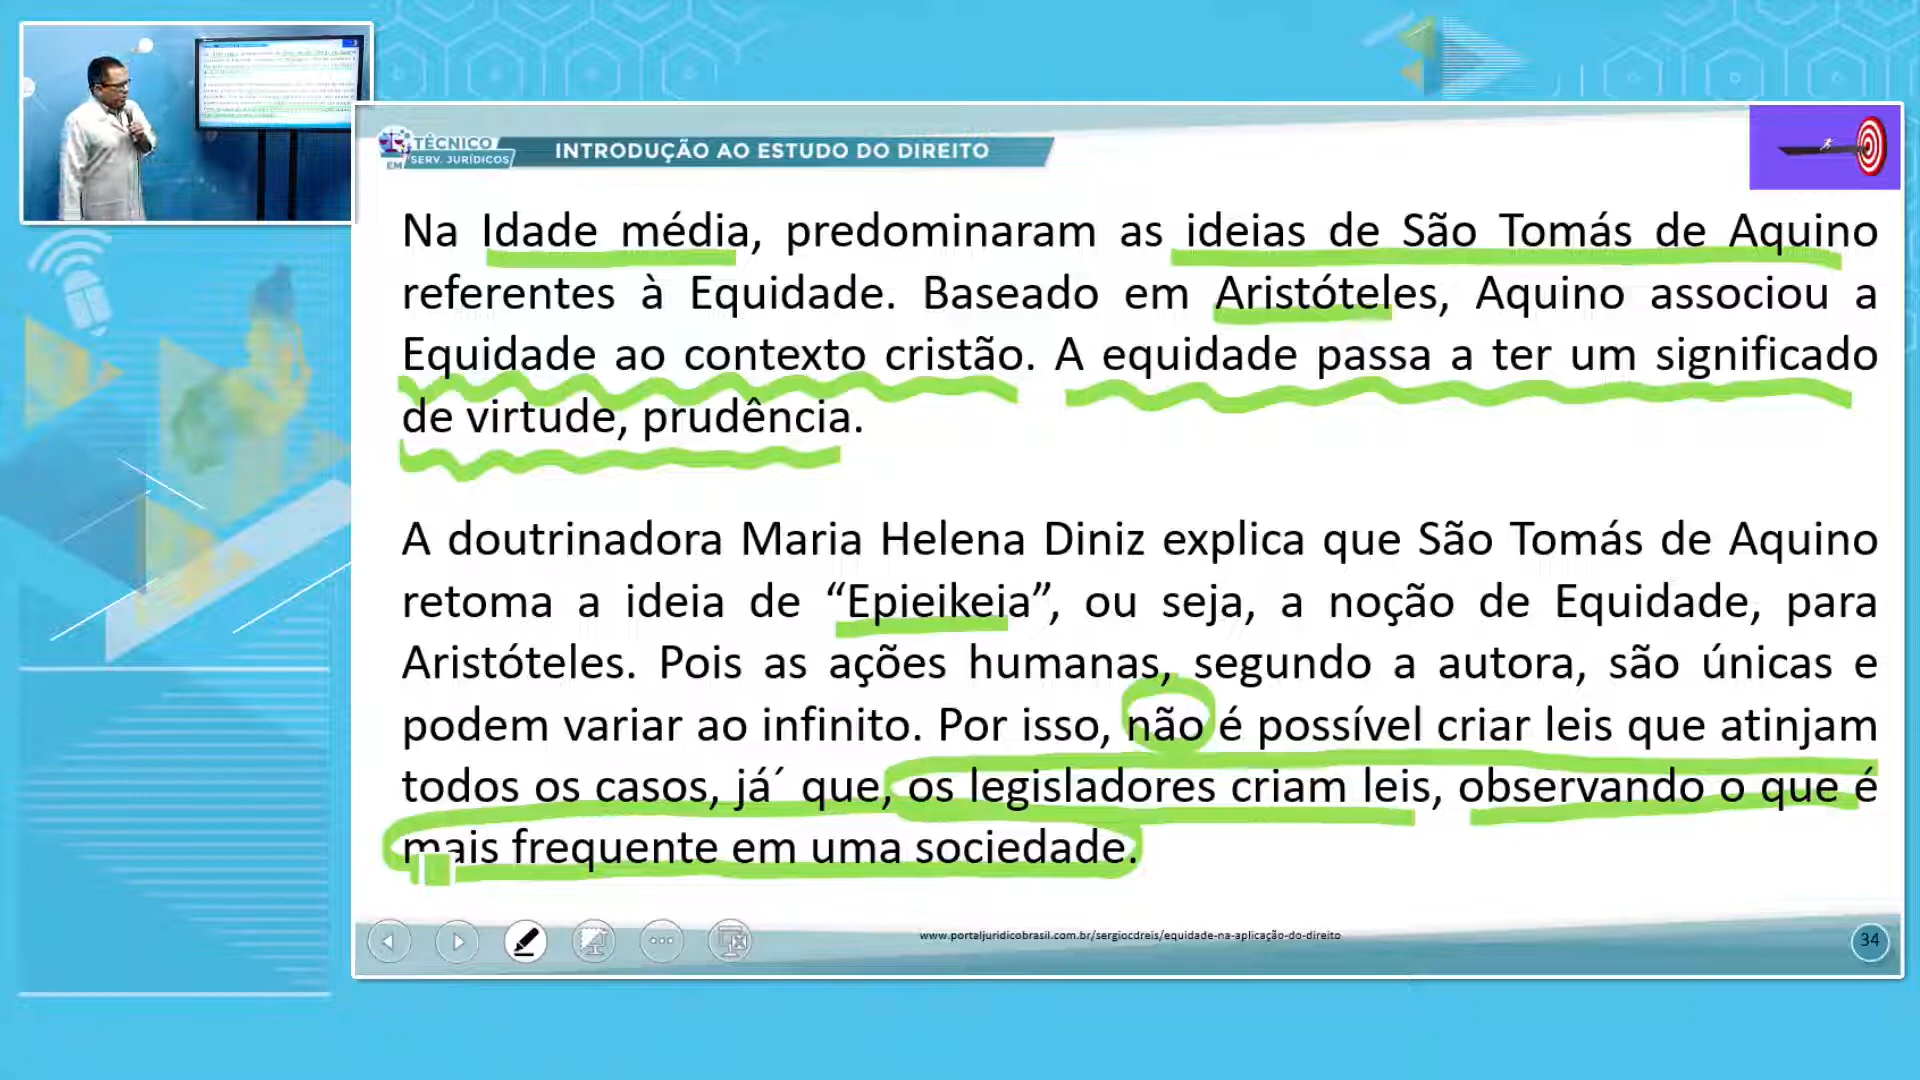 TÉCNICO
EM SERV. JURÍDICOS
INTRODUÇÃO AO ESTUDO DO DIREITO
Na Idade média, predominaram as ideias de São Tomás de Aquino
referentes à Equidade. Baseado em Aristóteles, Aquino associou a
Equidade ao contexto cristão. A equidade passa a ter um significado
de virtude, prudência.
A doutrinadora Maria Helena Diniz explica que São Tomás de Aquino
retoma a ideia de “Epieikeia”, ou seja, a noção de Equidade, para
Aristóteles. Pois as ações humanas, segundo a autora, são únicas e
podem variar ao infinito. Por isso, não é possível criar leis que atinjam
todos os casos, já´ que, os legisladores criam leis, observando o que é
mais frequente em uma sociedade.
www.portaljuridicobrasil.com.br/sergiocdreis/equidade-na-aplicação-do-direito
34